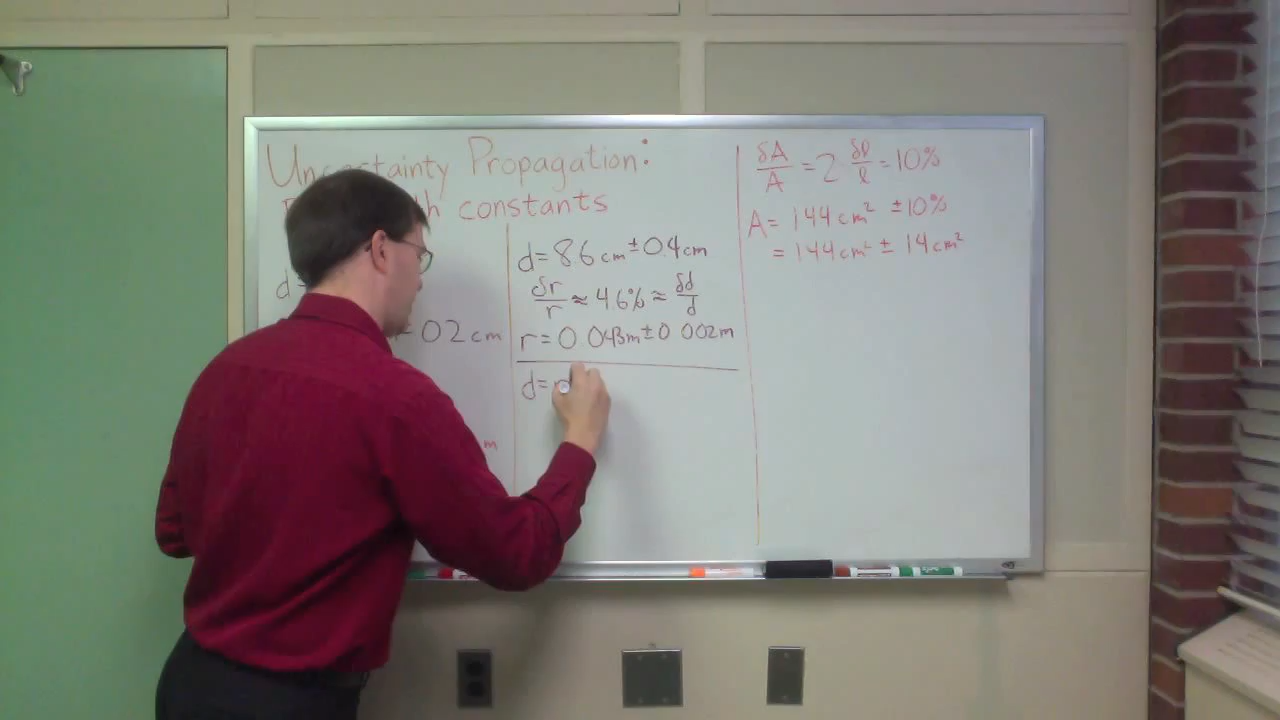 Uncertainty Propagation:
constants
d=
02 cm
m
d = 8.6 cm ± 0.4 cm
δr/r ≈ 4.6% ≈ δd/d
r = 0.043m ± 0.002m
d=
δA/A = 2 δl/l = 10%
A = 144 cm² ± 10%
= 144 cm² ± 14 cm²